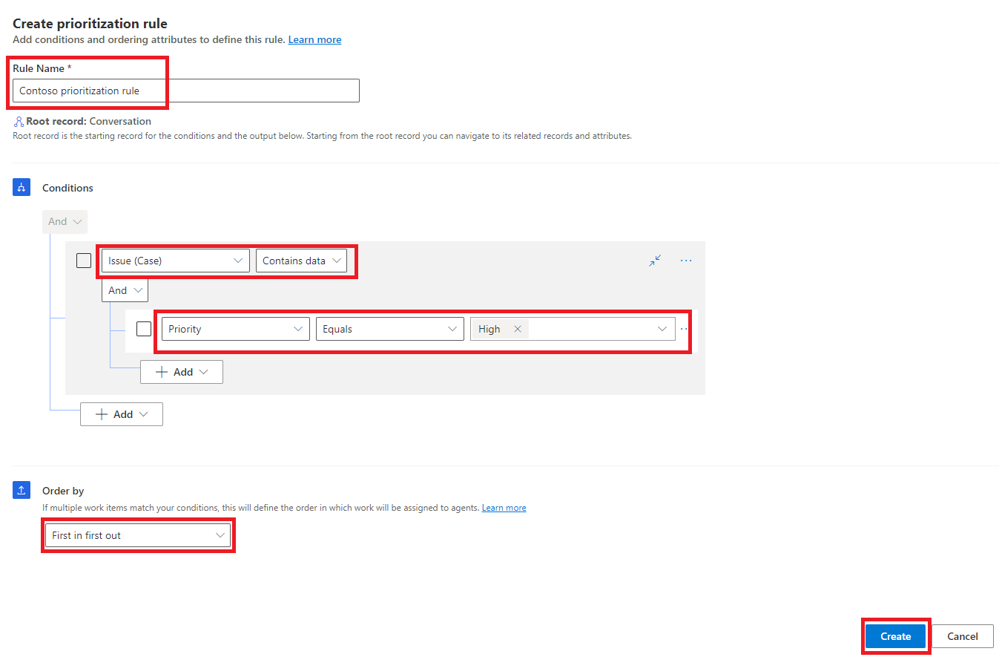 Create prioritization rule
Add conditions and ordering attributes to define this rule. Learn more
Rule Name *
Contoso prioritization rule
Root record: Conversation
Root record is the starting record for the conditions and the output below. Starting from the root record you can navigate to its related records and attributes.
Conditions
And
Issue (Case) Contains data
And
Priority Equals High
Add
Add
Order by
If multiple work items match your conditions, this will define the order in which work will be assigned to agents. Learn more
First in first out
Create Cancel